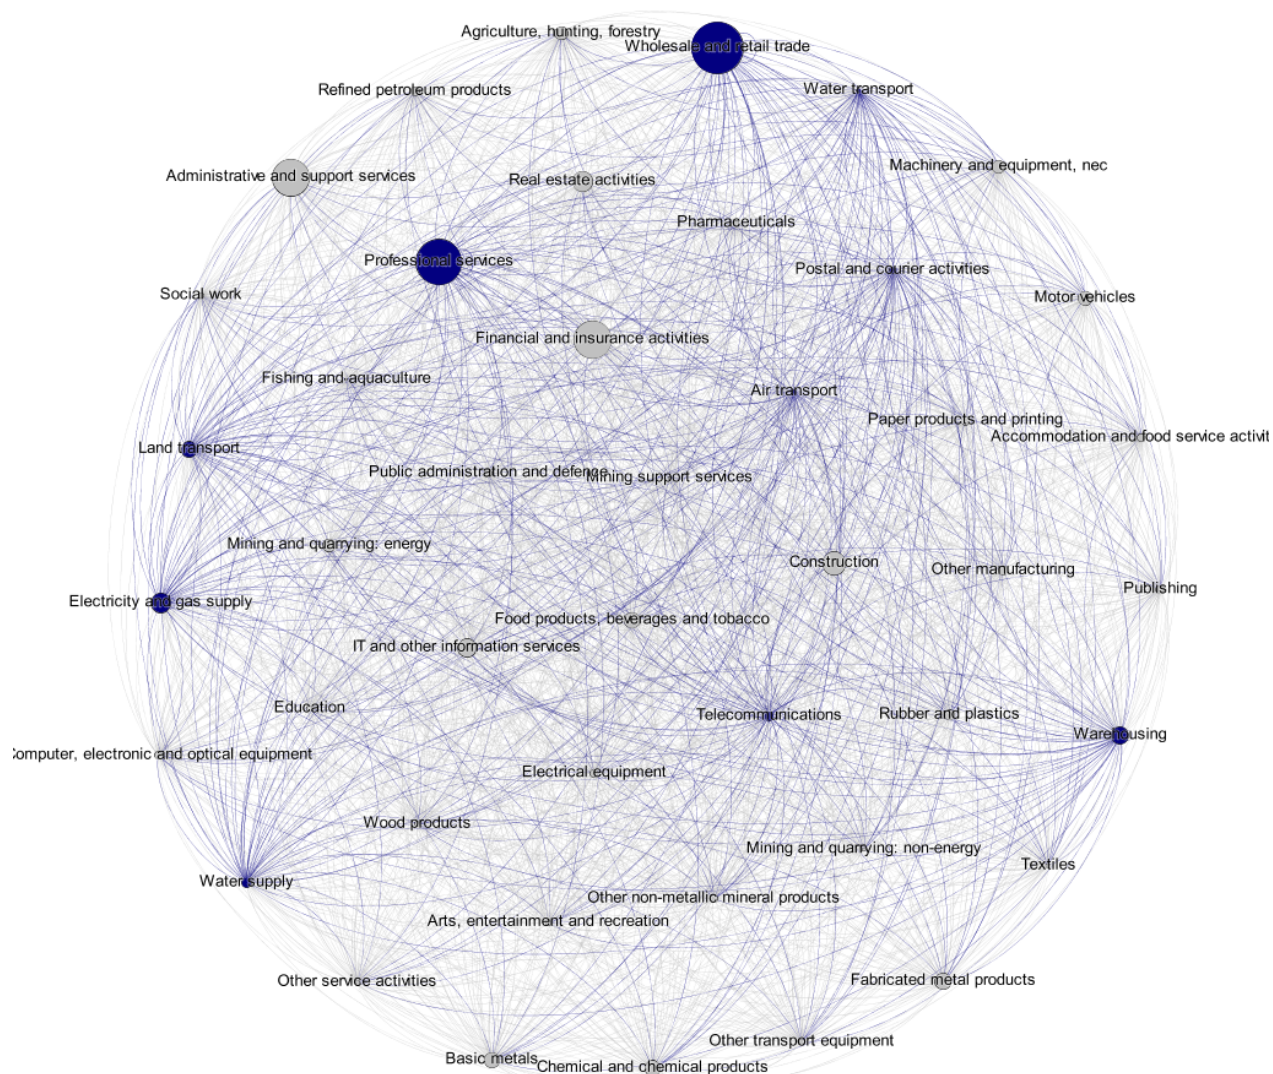 Agriculture, hunting, forestry
Wholesale and retail trade
Refined petroleum products
Water transport
Machinery and equipment, nec
Administrative and support services
Real estate activities
Pharmaceuticals
Professional services
Postal and courier activities
Social work
Motor vehicles
Financial and insurance activities
Fishing and aquaculture
Air transport
Paper products and printing
Accommodation and food service activit
Land transport
Public administration and defence
Mining support services
Mining and quarrying: energy
Construction
Other manufacturing
Publishing
Electricity and gas supply
Food products, beverages and tobacco
IT and other information services
Education
Telecommunications
Rubber and plastics
Warehousing
Computer, electronic and optical equipment
Electrical equipment
Wood products
Mining and quarrying: non-energy
Textiles
Water supply
Other non-metallic mineral products
Arts, entertainment and recreation
Other service activities
Fabricated metal products
Other transport equipment
Basic metals
Chemical and chemical products